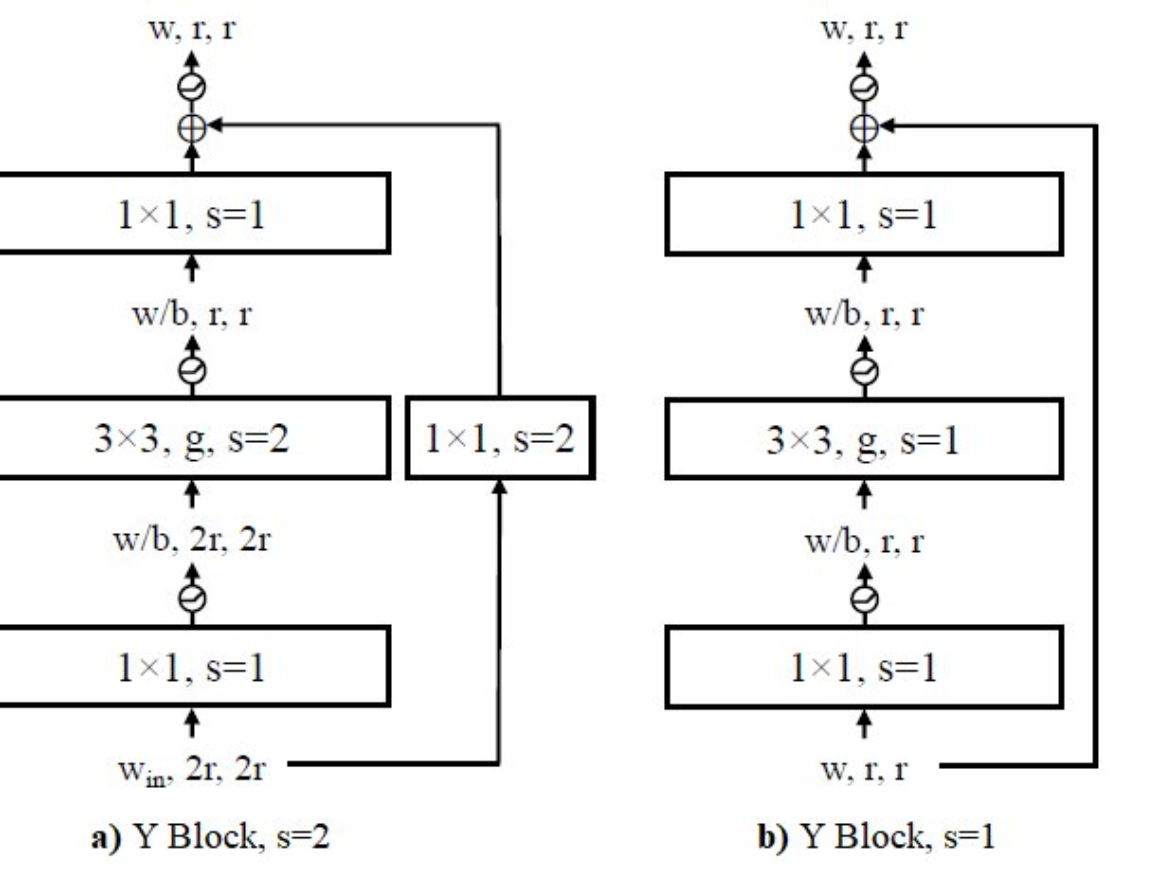 w, r, r
1×1, s=1
w/b, r, r
3×3, g, s=2
1×1, s=2
w/b, 2r, 2r
1×1, s=1
w_in, 2r, 2r
a) Y Block, s=2
w, r, r
1×1, s=1
w/b, r, r
3×3, g, s=1
w/b, r, r
1×1, s=1
w, r, r
b) Y Block, s=1